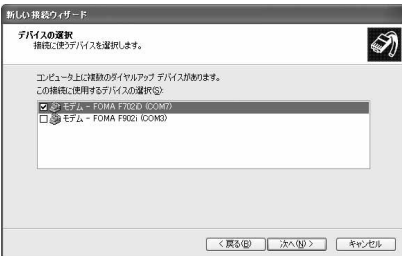 新しい接続ウィザード
デバイスの選択
接続に使うデバイスを選択します。
コンピュータ上に複数のダイヤルアップ デバイスがあります。
この接続に使用するデバイスの選択(S):
モデム - FOMA F702iD (COM7)
モデム - FOMA F902i (COM3)
< 戻る(B) 次へ(N) > キャンセル